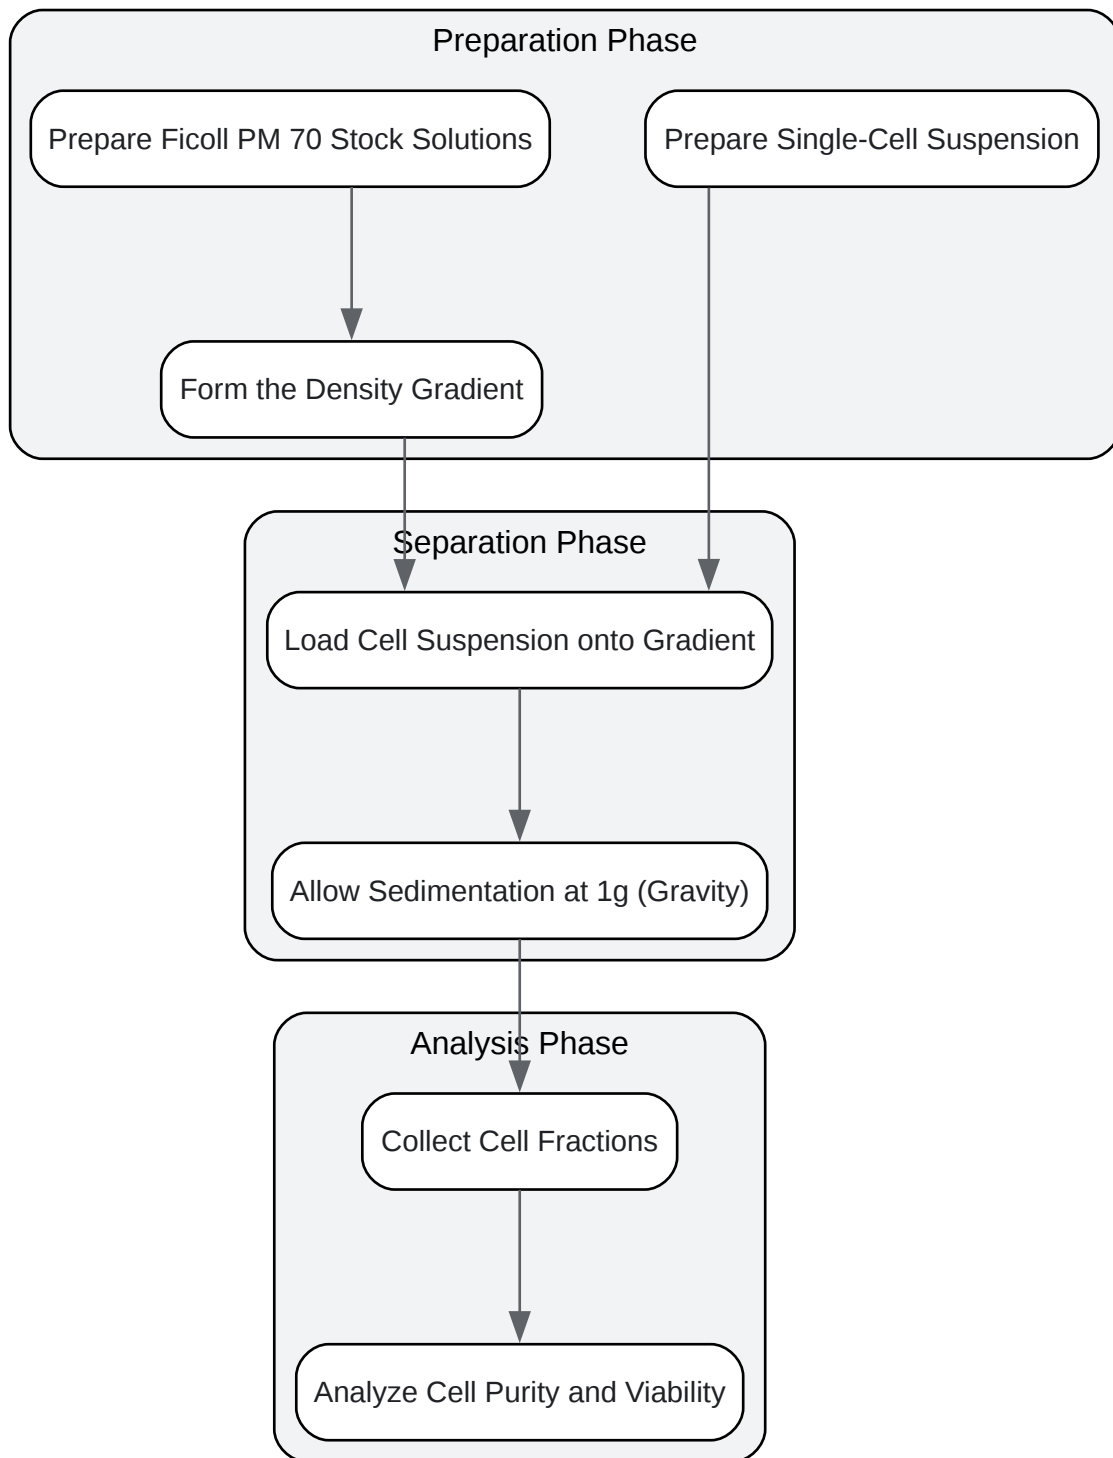 Preparation Phase
Prepare Ficoll PM 70 Stock Solutions
Prepare Single-Cell Suspension
Form the Density Gradient
Separation Phase
Load Cell Suspension onto Gradient
Allow Sedimentation at 1g (Gravity)
Analysis Phase
Collect Cell Fractions
Analyze Cell Purity and Viability